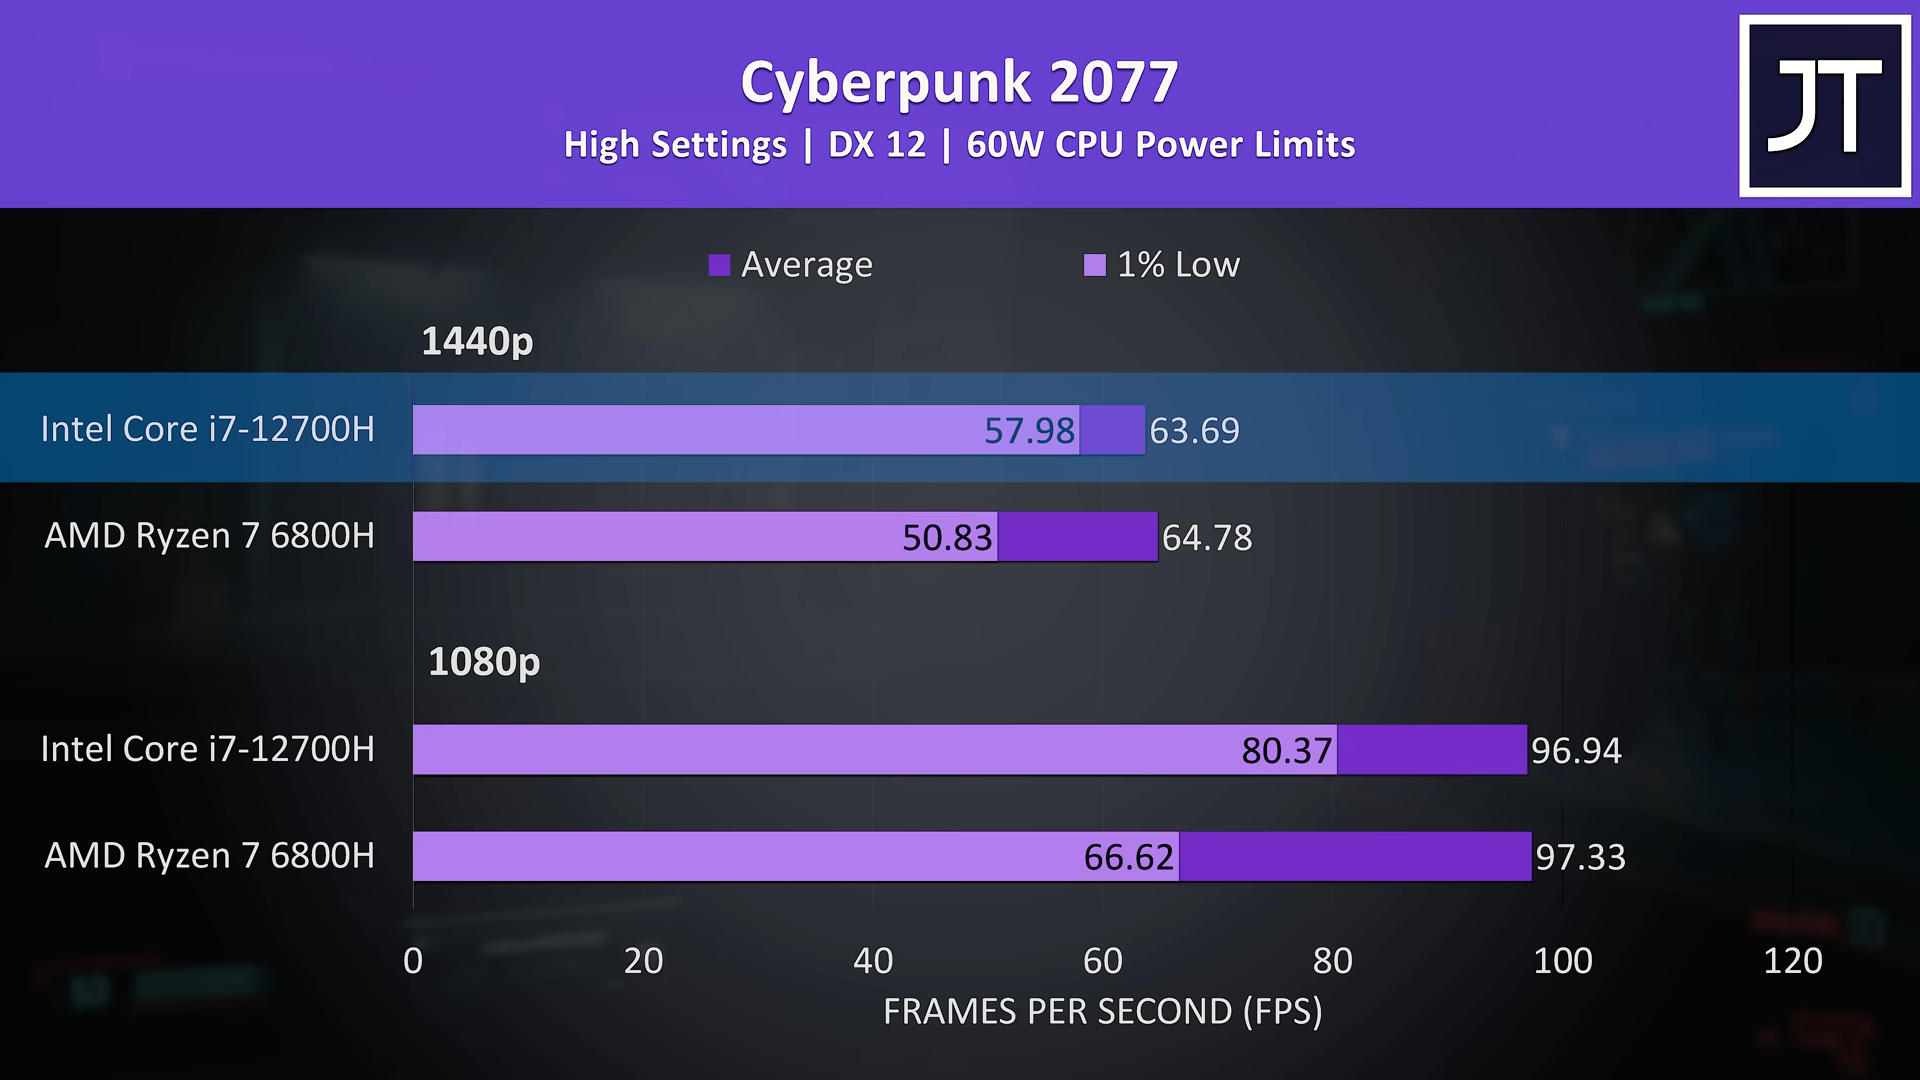 Cyberpunk 2077
JT
High Settings | DX 12 | 60W CPU Power Limits
Average 1% Low
1440p
Intel Core i7-12700H 57.98 63.69
AMD Ryzen 7 6800H 50.83 64.78
1080p
Intel Core i7-12700H 80.37 96.94
AMD Ryzen 7 6800H 66.62 97.33
0 20 40 60 80 100 120
FRAMES PER SECOND (FPS)